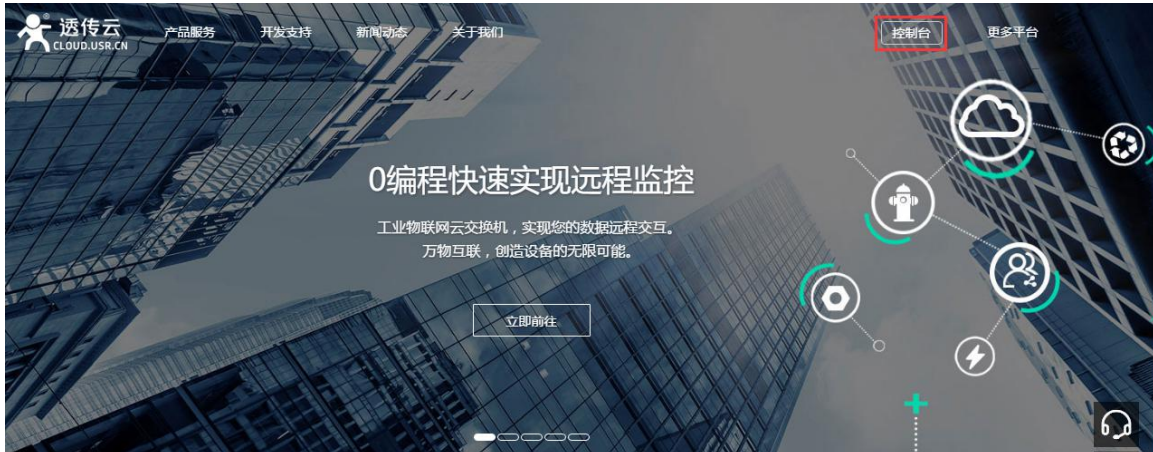 透传云
CLOUD.USR.CN
产品服务
开发支持
新闻动态
关于我们
控制台
更多平台
0编程快速实现远程监控
工业物联网云交换机，实现您的数据远程交互。
万物互联，创造设备的无限可能。
立即前往